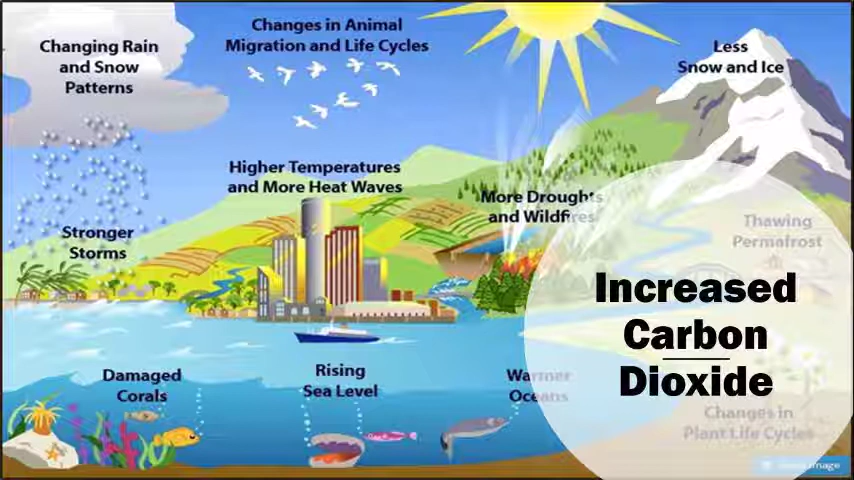 Changes in Animal
Migration and Life Cycles
Changing Rain
and Snow
Patterns
Less
Snow and Ice
Higher Temperatures
and More Heat Waves
More Droughts
and Wildfires
Stronger
Storms
Thawing
Permafrost
Increased
Carbon
Dioxide
Damaged
Corals
Rising
Sea Level
Warmer
Oceans
Changes in
Plant Life Cycles
Image